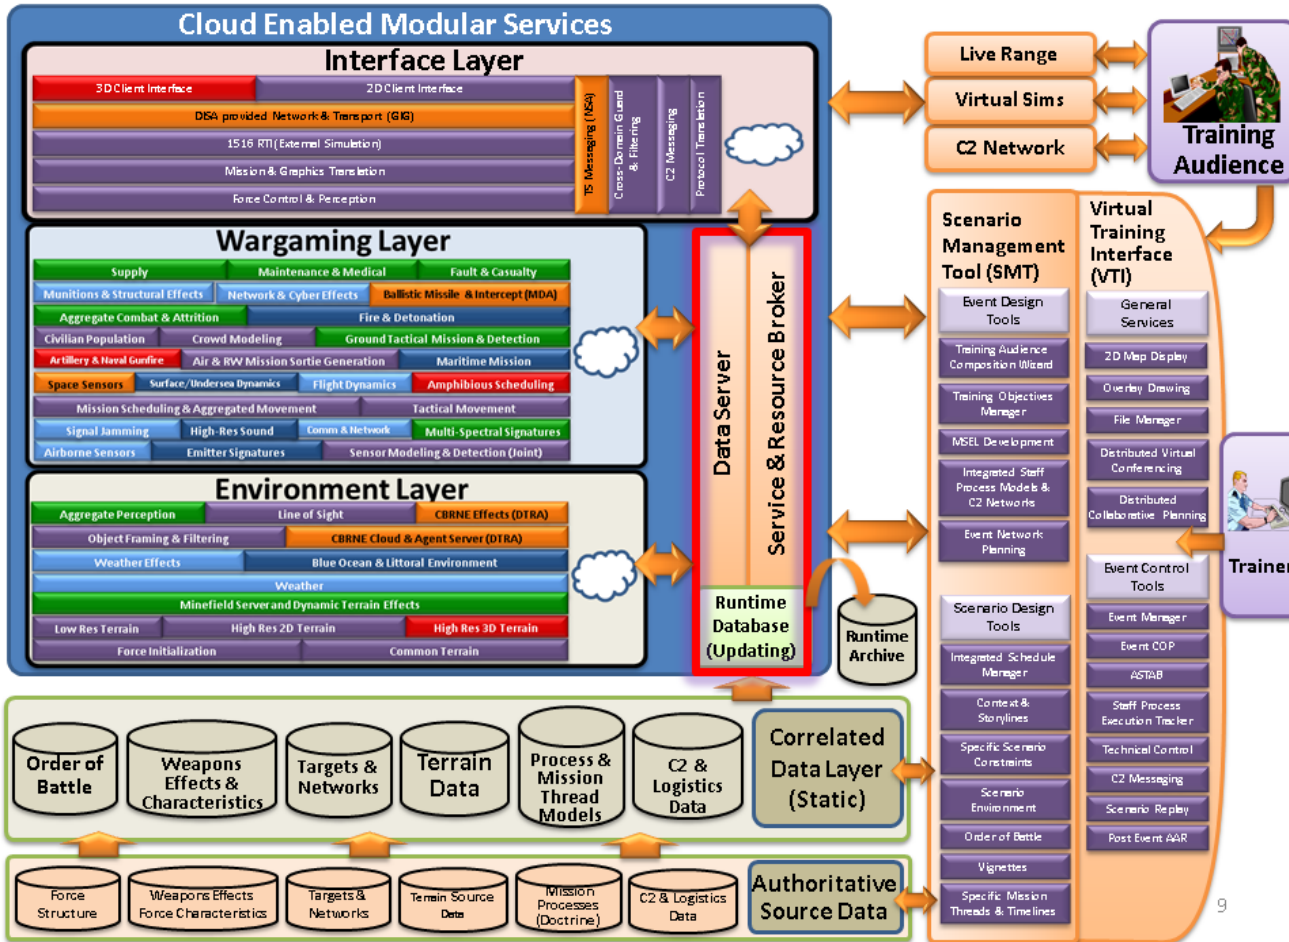 Cloud Enabled Modular Services
Interface Layer
3D Client Interface
2D Client Interface
DISA provided Network & Transport (GIG)
1516 RTI (External Simulation)
Mission & Graphics Translation
Force Control & Perception
TS Messaging (NSA)
Cross-Domain Guard
& Filtering
C2 Messaging
Protocol Translation
Wargaming Layer
Supply
Maintenance & Medical
Fault & Casualty
Munitions & Structural Effects
Network & Cyber Effects
Ballistic Missile & Intercept (MDA)
Aggregate Combat & Attrition
Fire & Detonation
Civilian Population
Crowd Modeling
Ground Tactical Mission & Detection
Artillery & Naval Gunfire
Air & RW Mission Sortie Generation
Maritime Mission
Space Sensors
Surface/Undersea Dynamics
Flight Dynamics
Amphibious Scheduling
Mission Scheduling & Aggregated Movement
Tactical Movement
Signal Jamming
High-Res Sound
Comm & Network
Multi-Spectral Signatures
Airborne Sensors
Emitter Signatures
Sensor Modeling & Detection (Joint)
Environment Layer
Aggregate Perception
Line of Sight
CBRNE Effects (DTRA)
Object Framing & Filtering
CBRNE Cloud & Agent Server (DTRA)
Weather Effects
Blue Ocean & Littoral Environment
Weather
Minefield Server and Dynamic Terrain Effects
Low Res Terrain
High Res 2D Terrain
High Res 3D Terrain
Force Initialization
Common Terrain
Data Server
Service & Resource Broker
Runtime
Database
(Updating)
Runtime
Archive
Live Range
Virtual Sims
C2 Network
Training
Audience
Scenario
Management
Tool (SMT)
Event Design
Tools
Training Audience
Composition Wizard
Training Objectives
Manager
MSEL Development
Integrated Staff
Process Models &
C2 Networks
Event Network
Planning
Scenario Design
Tools
Integrated Schedule
Manager
Context &
Storylines
Specific Scenario
Constraints
Scenario
Environment
Order of Battle
Vignettes
Specific Mission
Threads & Timelines
Virtual
Training
Interface
(VTI)
General
Services
2D Map Display
Overlay Drawing
File Manager
Distributed Virtual
Conferencing
Distributed
Collaborative Planning
Event Control
Tools
Event Manager
Event COP
ASTAB
Staff Process
Execution Tracker
Technical Control
C2 Messaging
Scenario Replay
Post Event AAR
Trainer
Order of
Battle
Weapons
Effects &
Characteristics
Targets &
Networks
Terrain
Data
Process &
Mission
Thread
Models
C2 &
Logistics
Data
Correlated
Data Layer
(Static)
Force
Structure
Weapons Effects
Force Characteristics
Targets &
Networks
Terrain Source
Data
Mission
Processes
(Doctrine)
C2 & Logistics
Data
Authoritative
Source Data
9